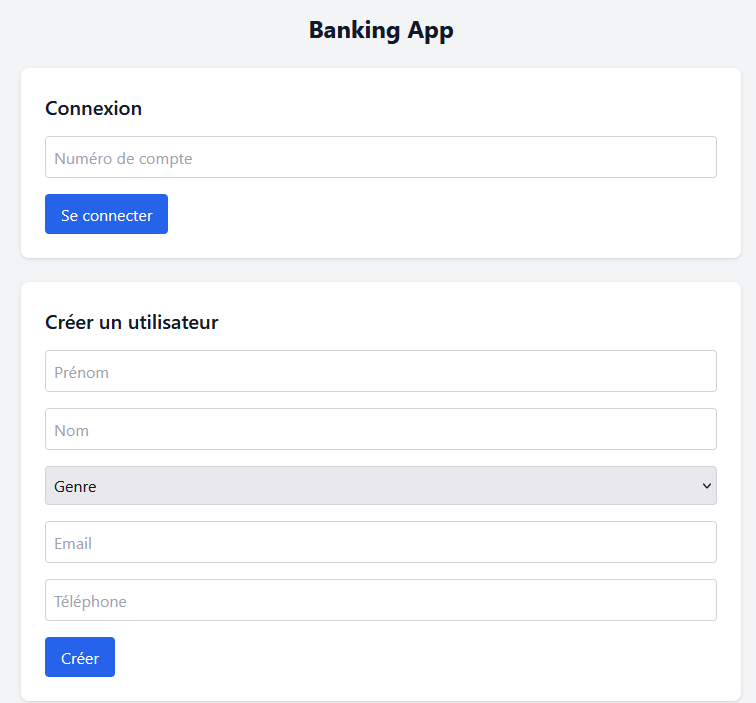 Banking App
Connexion
Numéro de compte
Se connecter
Créer un utilisateur
Prénom
Nom
Genre
Email
Téléphone
Créer